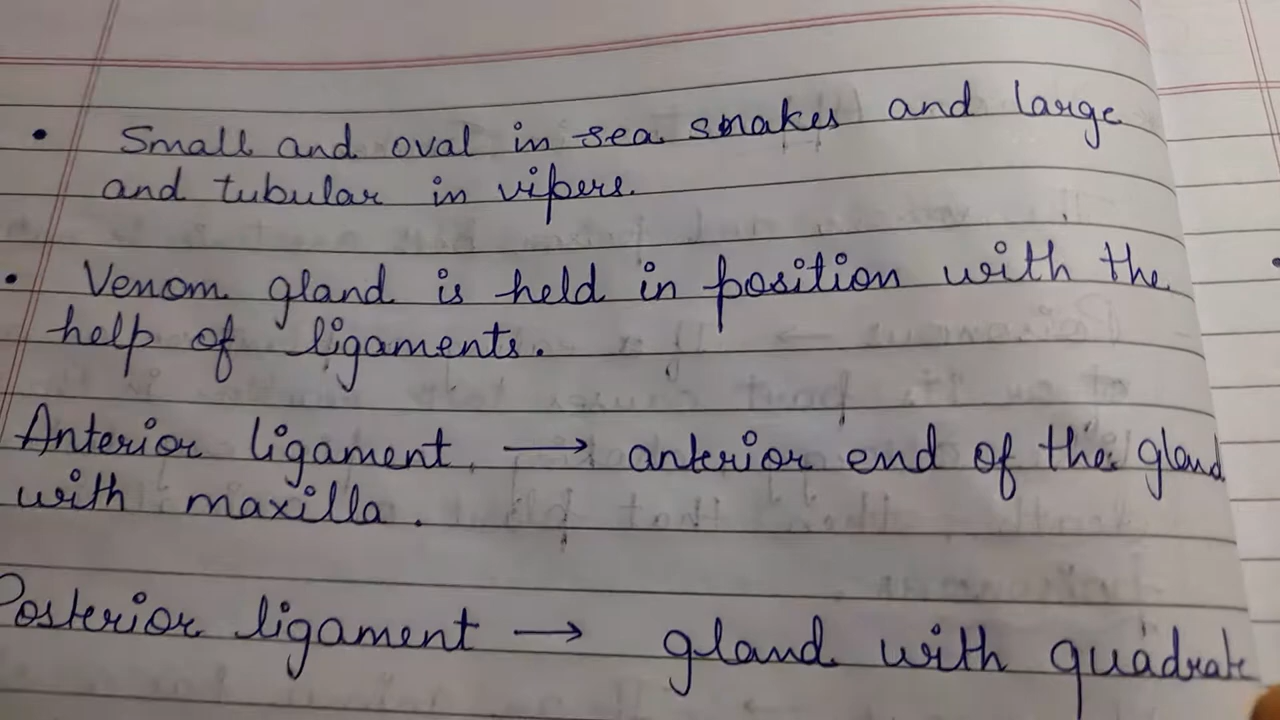 • Small and oval in sea snakes and large
and tubular in vipers.
• Venom gland is held in position with the
help of ligaments.
Anterior ligament → anterior end of the gland
with maxilla.
Posterior ligament → gland with quadrate